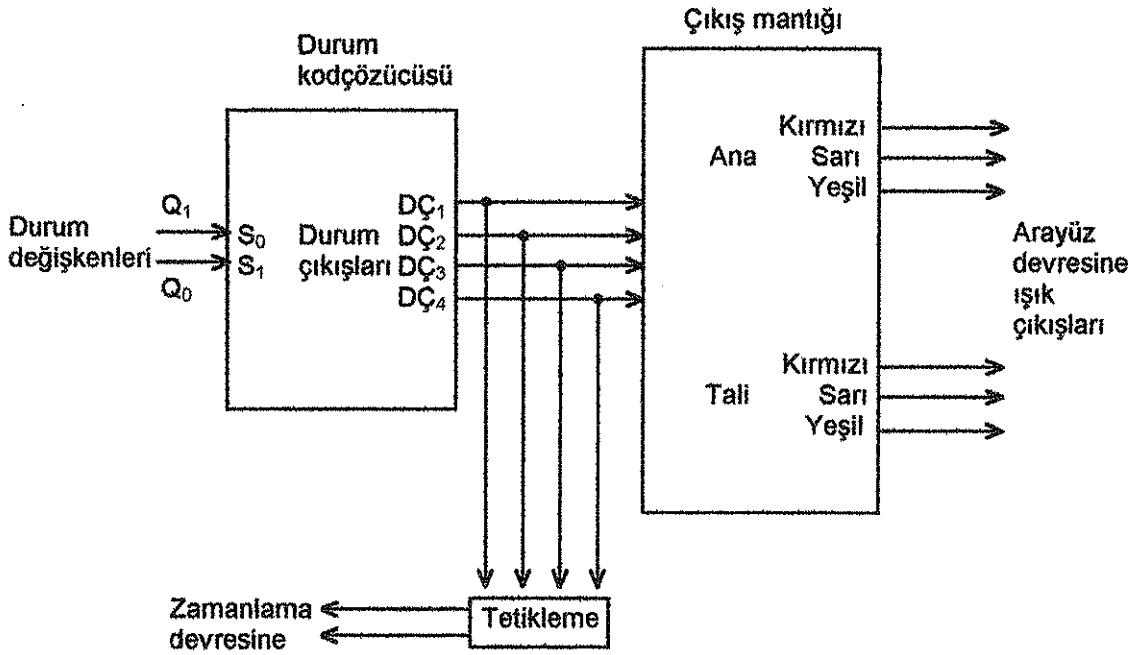 Çıkış mantığı
Durum
kodçözücüsü
Kırmızı
Ana Sarı
Yeşil
Q₁
Durum
değişkenleri
S₀
S₁
Q₀
Durum
çıkışları
DÇ₁
DÇ₂
DÇ₃
DÇ₄
Arayüz
devresine
ışık
çıkışları
Kırmızı
Tali Sarı
Yeşil
Zamanlama
devresine
Tetikleme